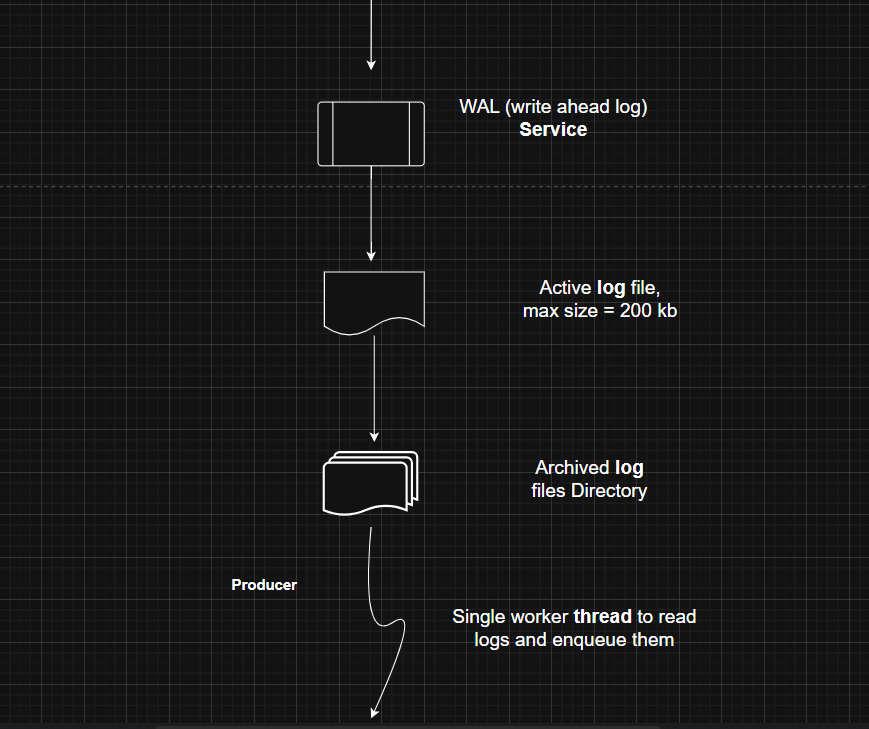 WAL (write ahead log)
Service
Active log file,
max size = 200 kb
Archived log
files Directory
Producer
Single worker thread to read
logs and enqueue them